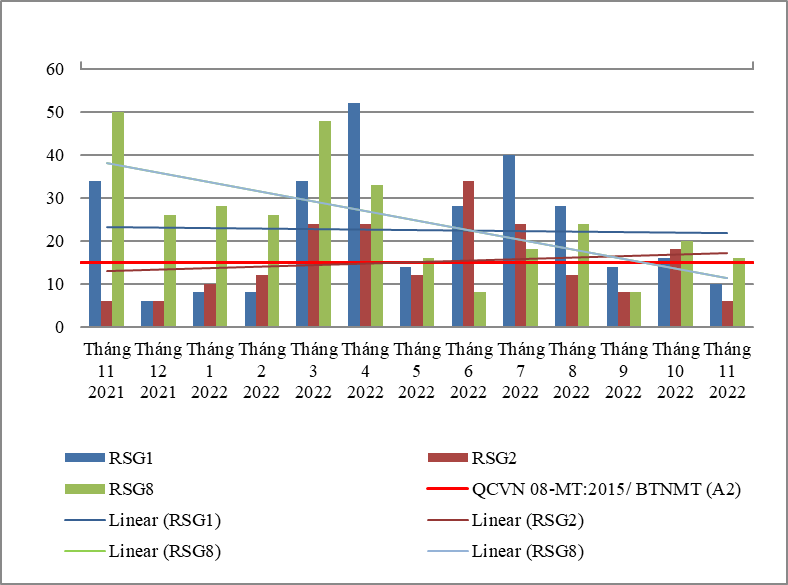 60
50
40
30
20
10
0
Tháng 11 2021
Tháng 12 2021
Tháng 1 2022
Tháng 2 2022
Tháng 3 2022
Tháng 4 2022
Tháng 5 2022
Tháng 6 2022
Tháng 7 2022
Tháng 8 2022
Tháng 9 2022
Tháng 10 2022
Tháng 11 2022
RSG1
RSG2
RSG8
QCVN 08-MT:2015/ BTNMT (A2)
Linear (RSG1)
Linear (RSG2)
Linear (RSG8)
Linear (RSG8)